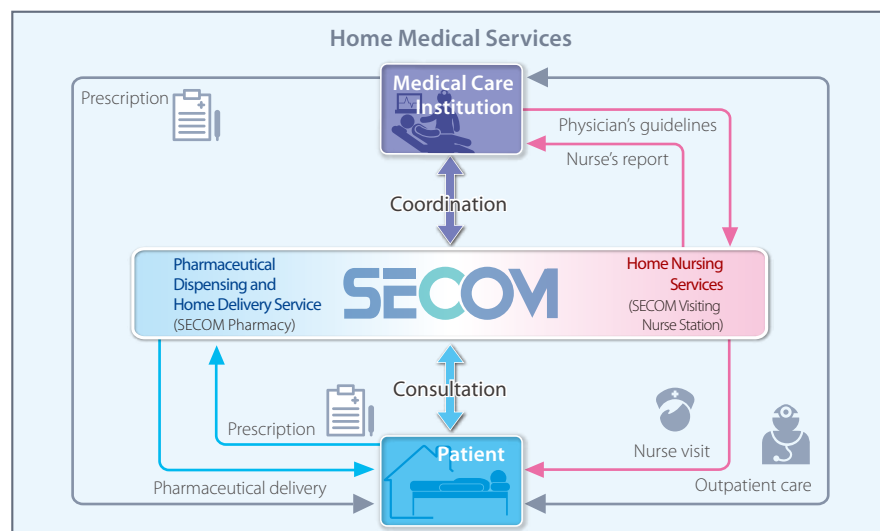 Home Medical Services
Prescription
Medical Care
Institution
Physician’s guidelines
Nurse’s report
Coordination
Pharmaceutical
Dispensing and
Home Delivery Service
(SECOM Pharmacy)
SECOM
Home Nursing
Services
(SECOM Visiting
Nurse Station)
Consultation
Prescription
Patient
Nurse visit
Pharmaceutical delivery
Outpatient care